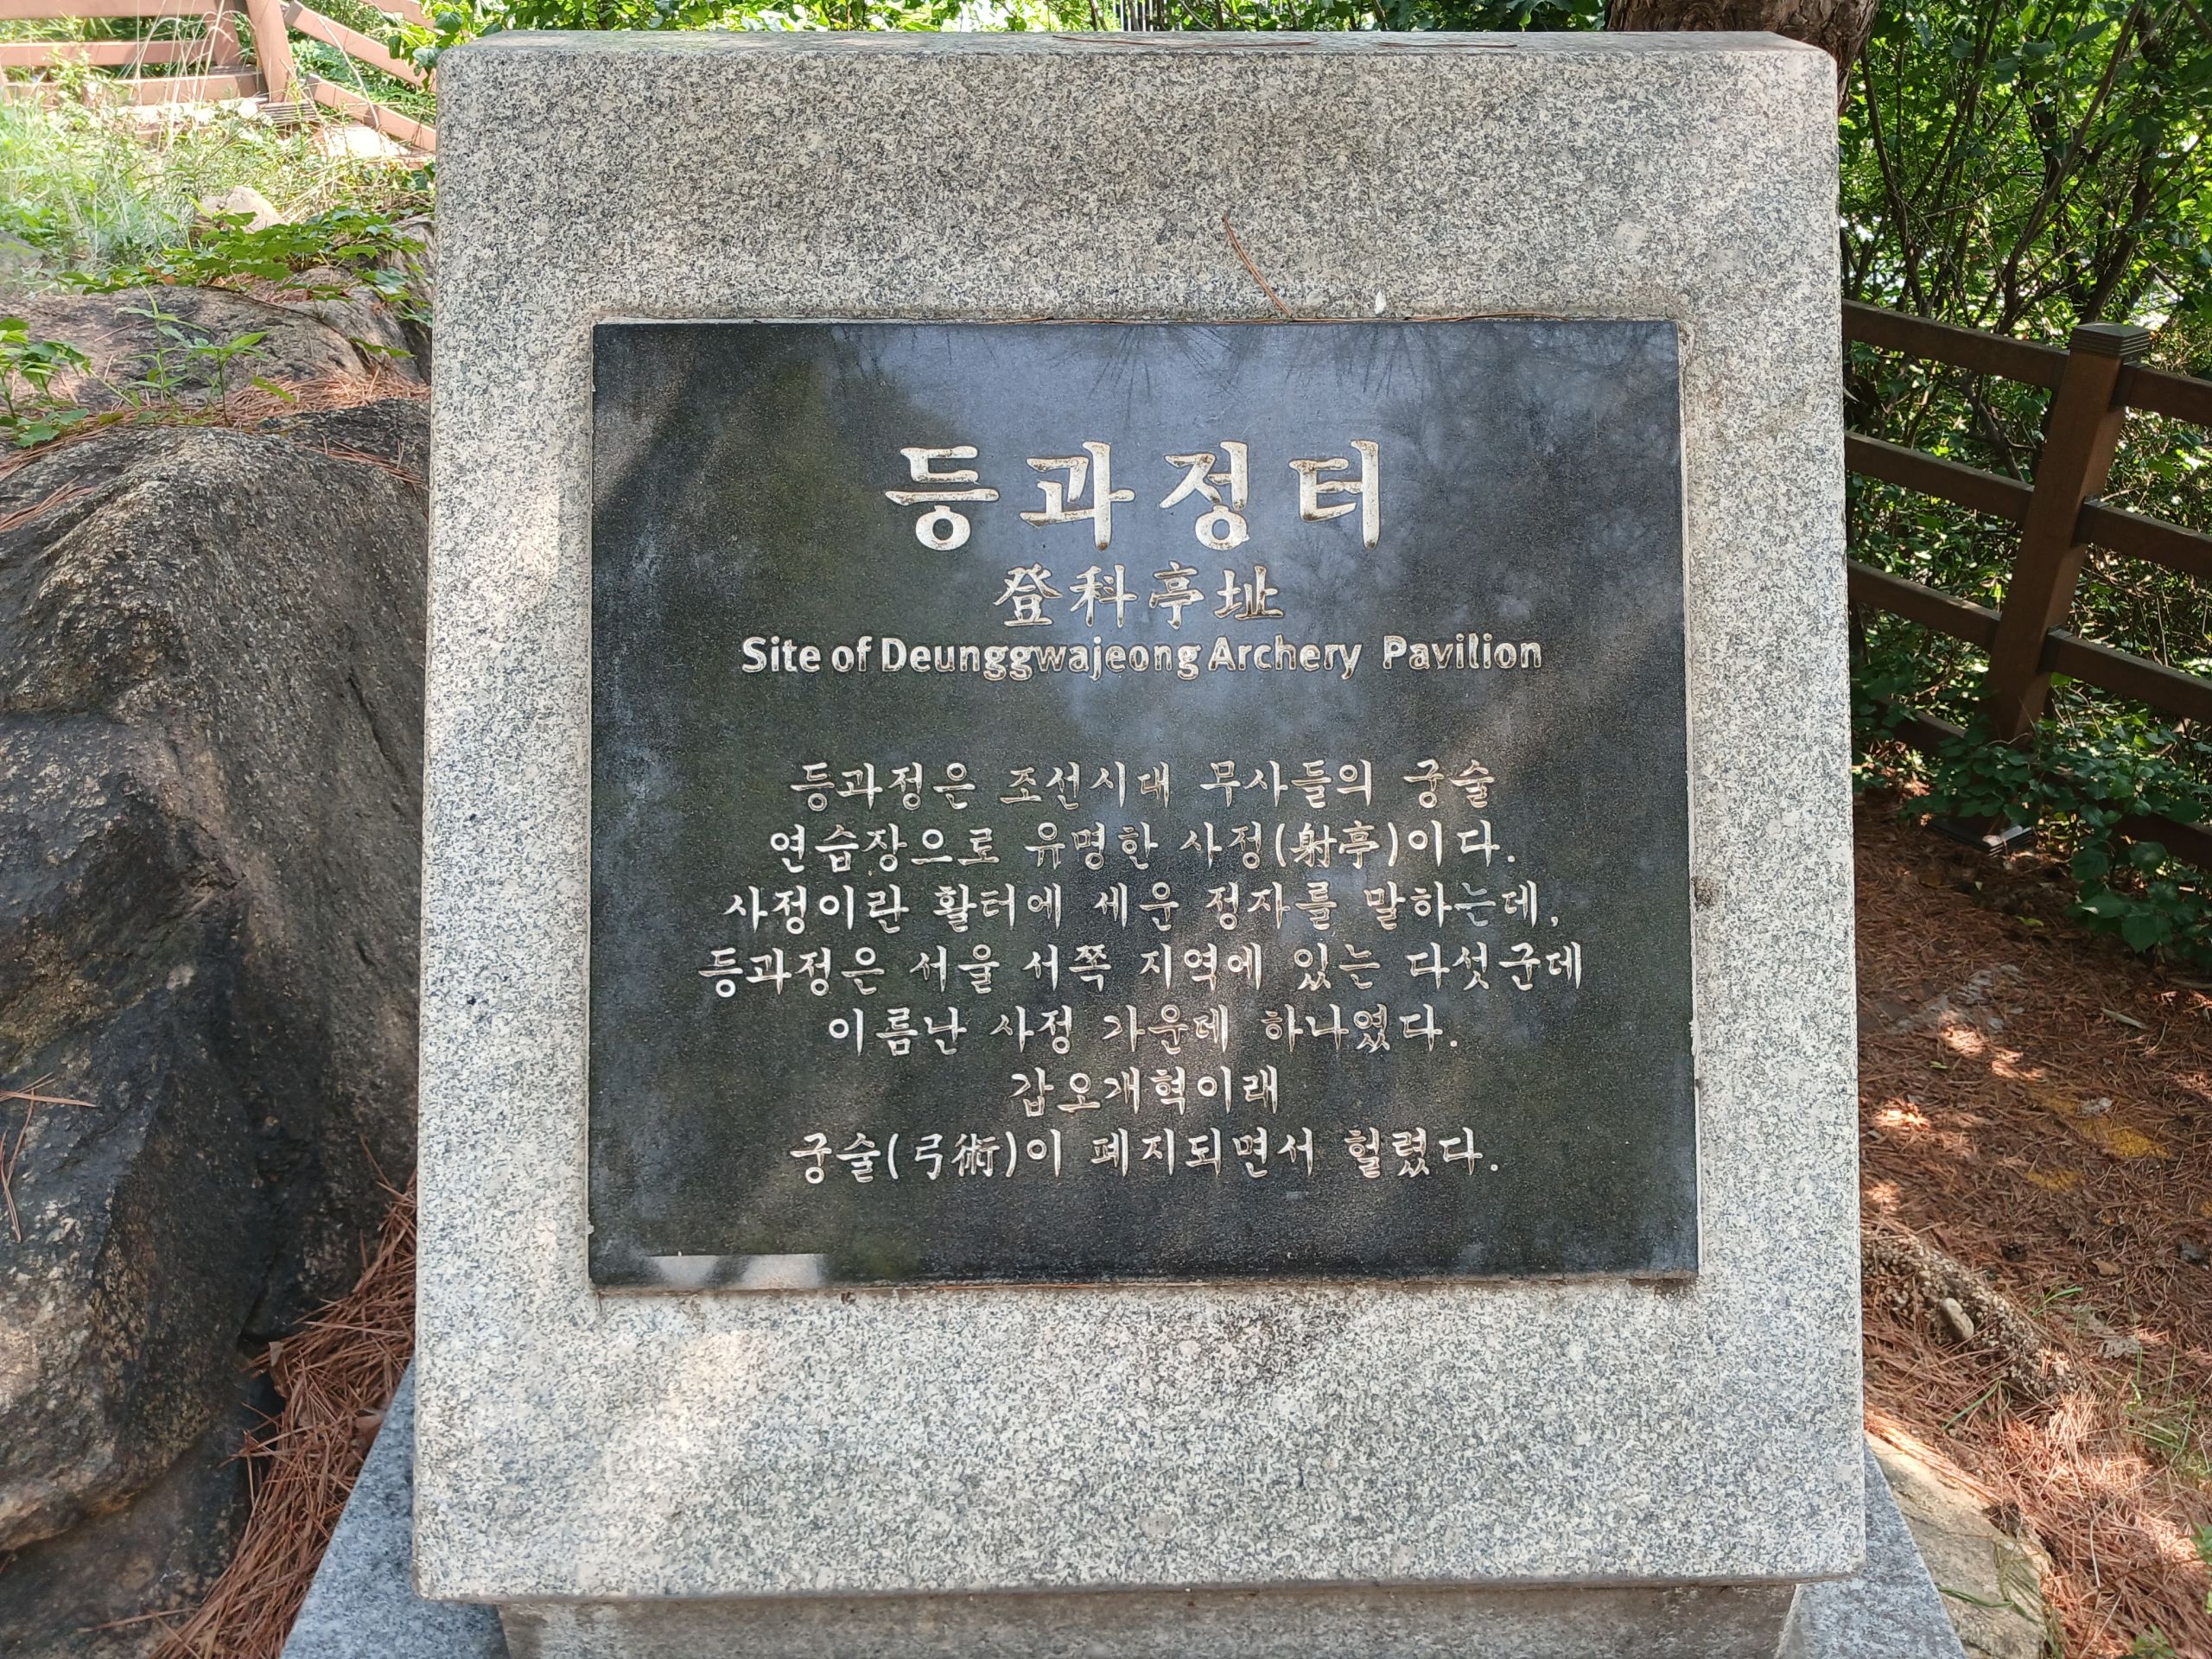 등과정터
登科亭址
Site of Deunggwajeong Archery Pavilion
등과정은 조선시대 무사들의 궁술
연습장으로 유명한 사정(射亭)이다.
사정이란 활터에 세운 정자를 말하는데,
등과정은 서울 서쪽 지역에 있는 다섯군데
이름난 사정 가운데 하나였다.
갑오개혁이래
궁술(弓術)이 폐지되면서 헐렸다.